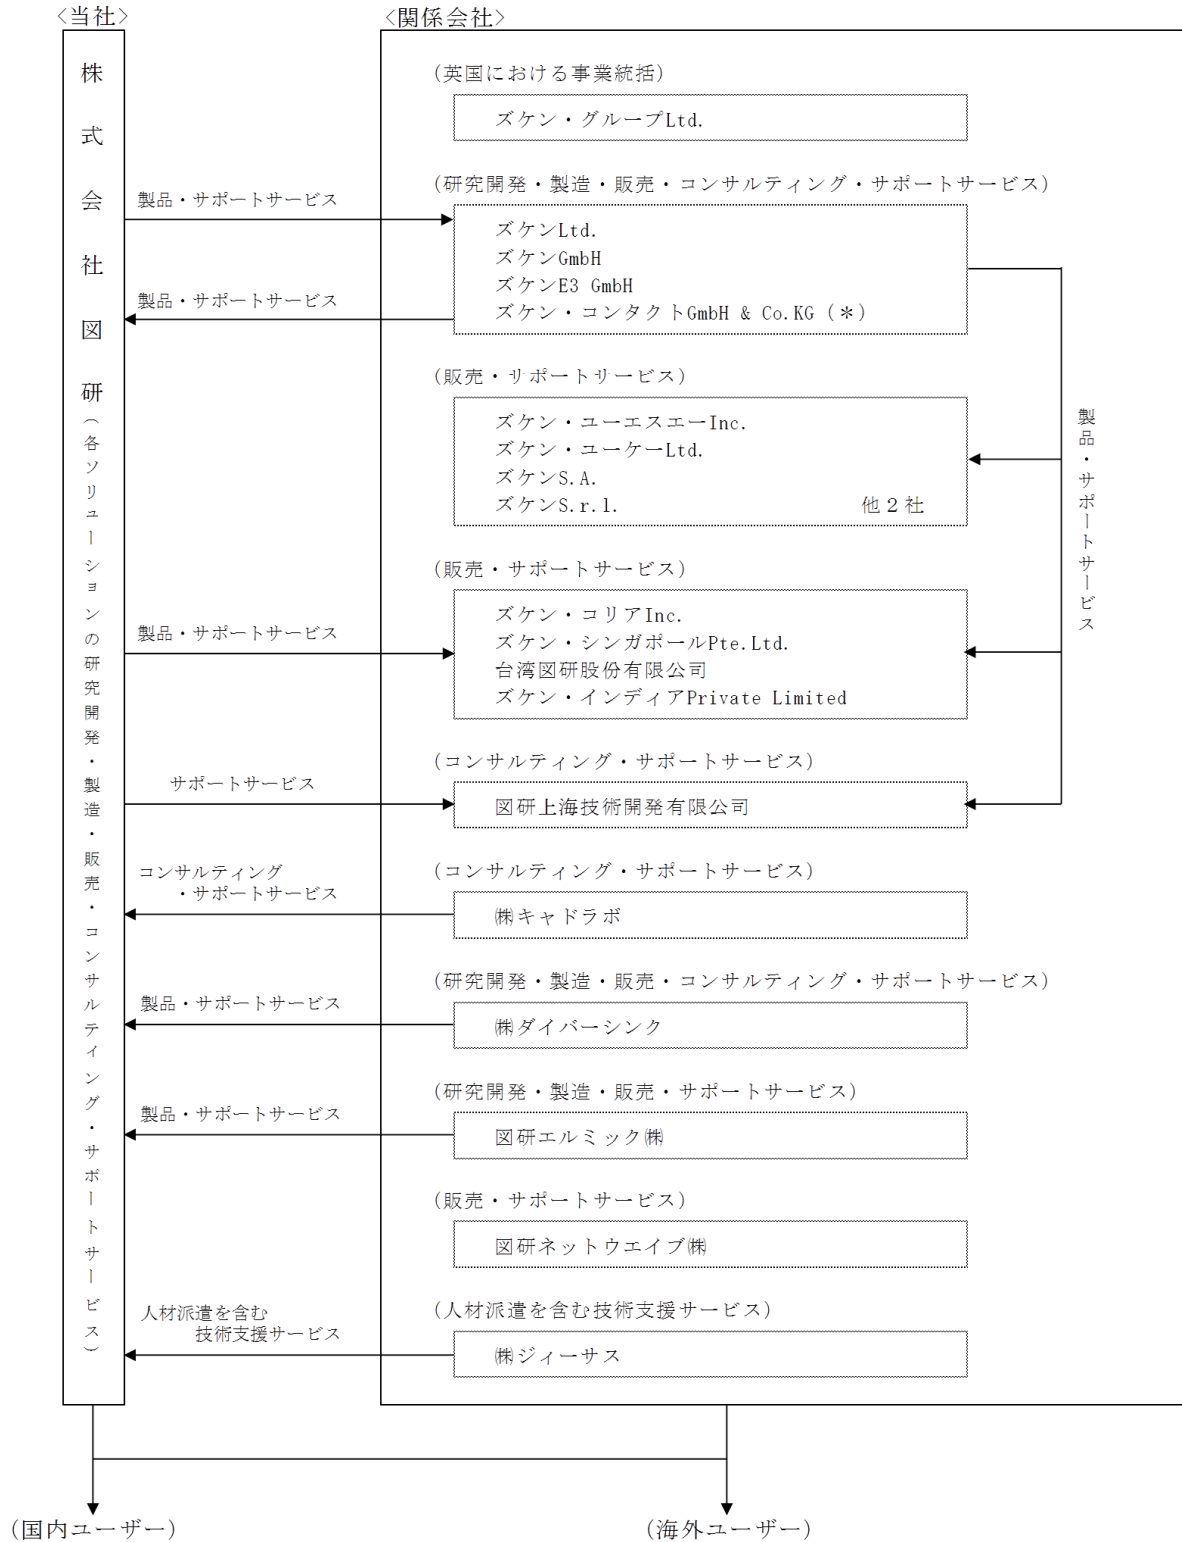 <当社>
<関係会社>
株式会社図研(各ソリューションの研究開発・製造・販売・コンサルティング・サポートサービス)
(英国における事業統括)
ズケン・グループLtd.
(研究開発・製造・販売・コンサルティング・サポートサービス)
製品・サポートサービス
ズケンLtd.
ズケンGmbH
ズケンE3 GmbH
ズケン・コンタクトGmbH & Co.KG (＊)
製品・サポートサービス
(販売・サポートサービス)
ズケン・ユーエスエーInc.
ズケン・ユーケーLtd.
ズケンS.A.
ズケンS.r.l. 他2社
製品・サポートサービス
(販売・サポートサービス)
製品・サポートサービス
ズケン・コリアInc.
ズケン・シンガポールPte.Ltd.
台湾図研股份有限公司
ズケン・インディアPrivate Limited
(コンサルティング・サポートサービス)
サポートサービス
図研上海技術開発有限公司
(コンサルティング・サポートサービス)
コンサルティング
・サポートサービス
㈱キャドラボ
(研究開発・製造・販売・コンサルティング・サポートサービス)
製品・サポートサービス
㈱ダイバーシンク
(研究開発・製造・販売・サポートサービス)
製品・サポートサービス
図研エルミック㈱
(販売・サポートサービス)
図研ネットウエイブ㈱
(人材派遣を含む技術支援サービス)
人材派遣を含む
技術支援サービス
㈱ジィーサス
(国内ユーザー)
(海外ユーザー)